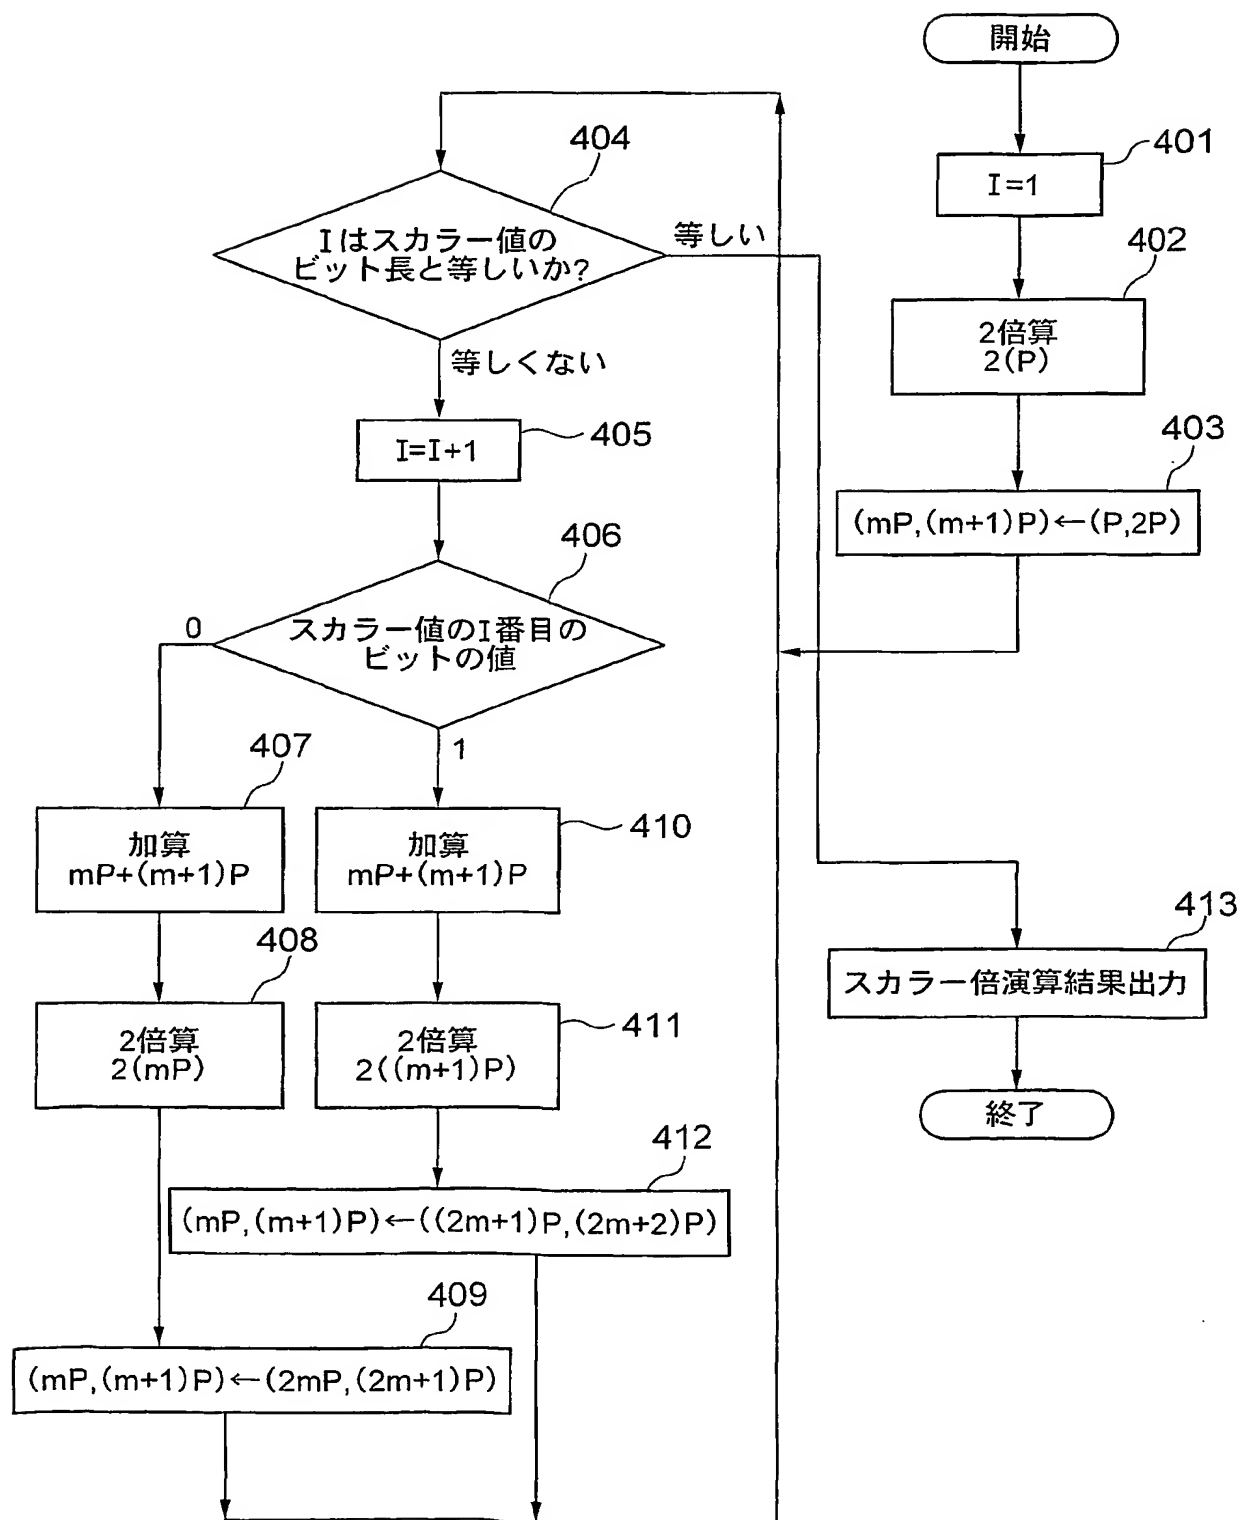 開始
401
I=1
402
2倍算
2(P)
403
(mP,(m+1)P)←(P,2P)
404
Iはスカラー値の
ビット長と等しいか?
等しい
等しくない
405
I=I+1
406
スカラー値のI番目の
ビットの値
0
1
407
加算
mP+(m+1)P
408
2倍算
2(mP)
409
(mP,(m+1)P)←(2mP,(2m+1)P)
410
加算
mP+(m+1)P
411
2倍算
2((m+1)P)
412
(mP,(m+1)P)←((2m+1)P,(2m+2)P)
413
スカラー倍演算結果出力
終了